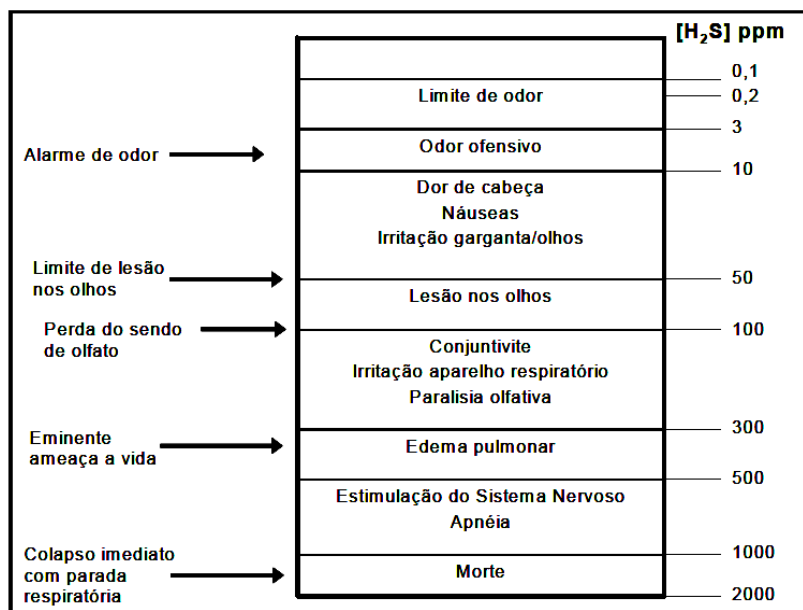 [H₂S] ppm
0,1
Limite de odor
0,2
3
Alarme de odor
Odor ofensivo
10
Dor de cabeça
Náuseas
Irritação garganta/olhos
Limite de lesão
nos olhos
50
Lesão nos olhos
Perda do sendo
de olfato
100
Conjuntivite
Irritação aparelho respiratório
Paralisia olfativa
300
Eminente
ameaça a vida
Edema pulmonar
500
Estimulação do Sistema Nervoso
Apnéia
1000
Colapso imediato
com parada
respiratória
Morte
2000